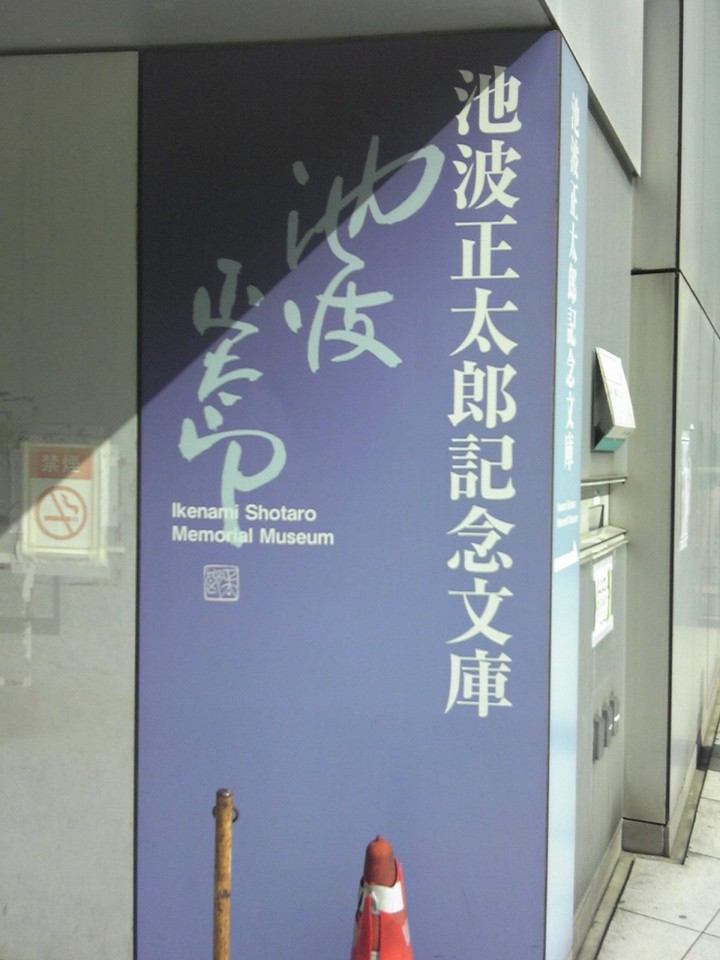 池波正太郎記念文庫
池波
正太郎
Ikenami Shotaro
Memorial Museum
池波正太郎記念文庫
禁煙